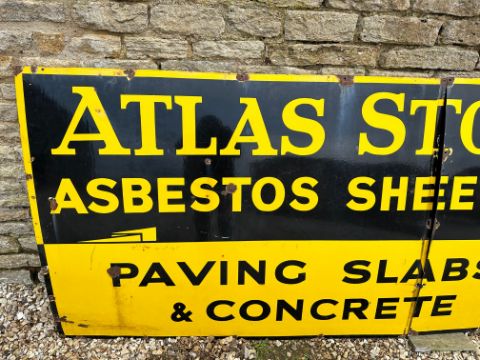 ATLAS STO
ASBESTOS SHEE
PAVING SLABS
& CONCRETE